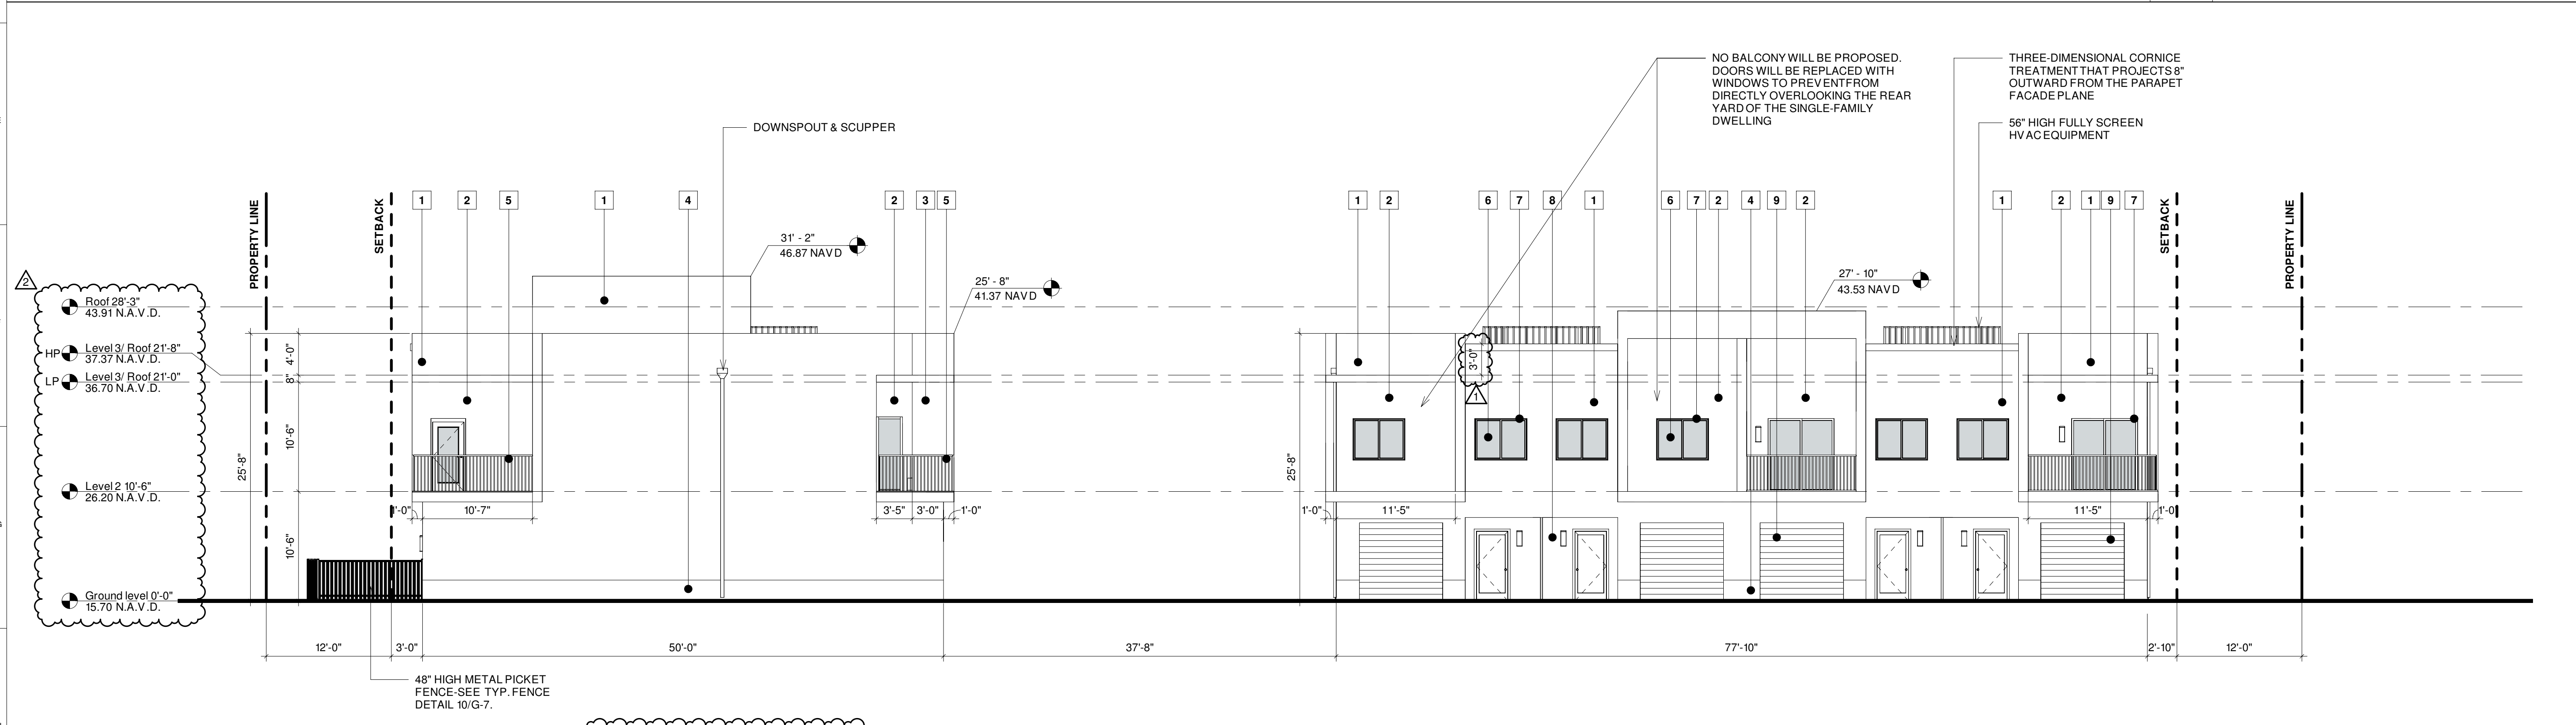 NO BALCONY WILL BE PROPOSED.
DOORS WILL BE REPLACED WITH
WINDOWS TO PREVENTFROM
DIRECTLY OVERLOOKING THE REAR
YARD OF THE SINGLE-FAMILY
DWELLING
THREE-DIMENSIONAL CORNICE
TREATMENT THAT PROJECTS 8"
OUTWARD FROM THE PARAPET
FACADE PLANE
56" HIGH FULLY SCREEN
HVAC EQUIPMENT
DOWNSPOUT & SCUPPER
PROPERTY LINE
SETBACK
1 2 5 1 4 2 3 5
1 2 6 7 8 1 6 7 2 4 9 2 1 2 1 9 7
SETBACK
PROPERTY LINE
31' - 2"
46.87 NAVD
25' - 8"
41.37 NAVD
27' - 10"
43.53 NAVD
2
Roof 28'-3"
43.91 N.A.V.D.
HP
Level 3/ Roof 21'-8"
37.37 N.A.V.D.
LP
Level 3/ Roof 21'-0"
36.70 N.A.V.D.
Level 2 10'-6"
26.20 N.A.V.D.
Ground level 0'-0"
15.70 N.A.V.D.
25'-8"
4'-0"
8"
10'-6"
10'-6"
1'-0"
10'-7"
3'-5"
3'-0"
1'-0"
25'-8"
3'-0"
1
1'-0"
11'-5"
11'-5"
1'-0
12'-0"
3'-0"
50'-0"
37'-8"
77'-10"
2'-10"
12'-0"
48" HIGH METAL PICKET
FENCE-SEE TYP. FENCE
DETAIL 10/G-7.